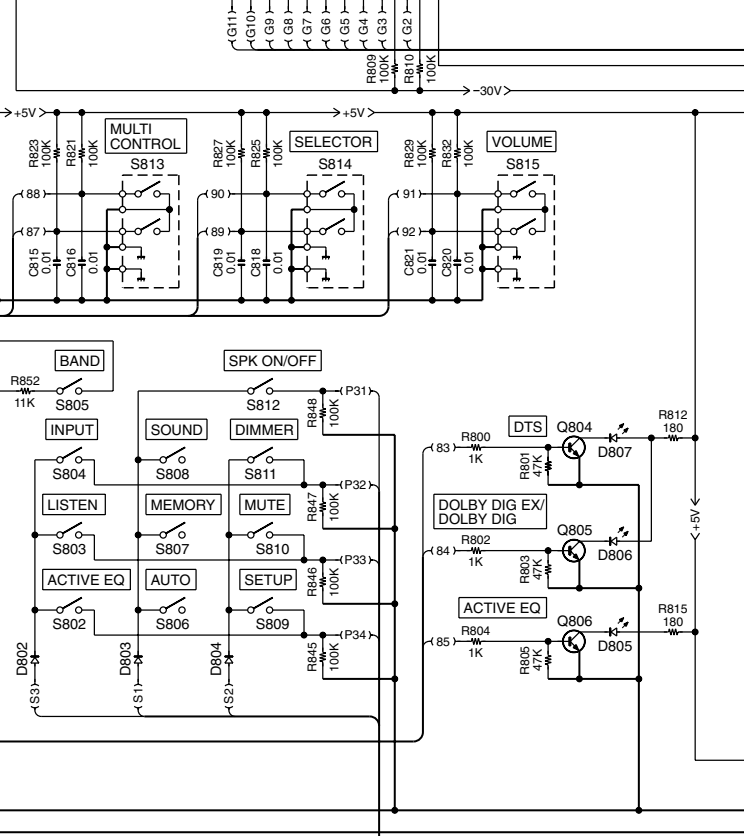 G11
G10
G9
G8
G7
G6
G5
G4
G3
G2
R809
100K
R810
100K
−30V
+5V
+5V
R823
100K
R821
100K
MULTI
CONTROL
S813
R827
100K
R825
100K
SELECTOR
S814
R829
100K
R832
100K
VOLUME
S815
88
90
91
87
89
92
C815
0.01
C816
0.01
C819
0.01
C818
0.01
C821
0.01
C820
0.01
BAND
SPK ON/OFF
R852
11K
S805
S812
P31
R848
100K
INPUT
SOUND
DIMMER
S804
S808
S811
P32
R847
100K
LISTEN
MEMORY
MUTE
S803
S807
S810
P33
R846
100K
ACTIVE EQ
AUTO
SETUP
S802
S806
S809
P34
R845
100K
D802
D803
D804
S3
S1
S2
DTS
Q804
R812
180
83
R800
1K
R801
47K
D807
DOLBY DIG EX/
DOLBY DIG
Q805
+5V
84
R802
1K
R803
47K
D806
ACTIVE EQ
Q806
R815
180
85
R804
1K
R805
47K
D805